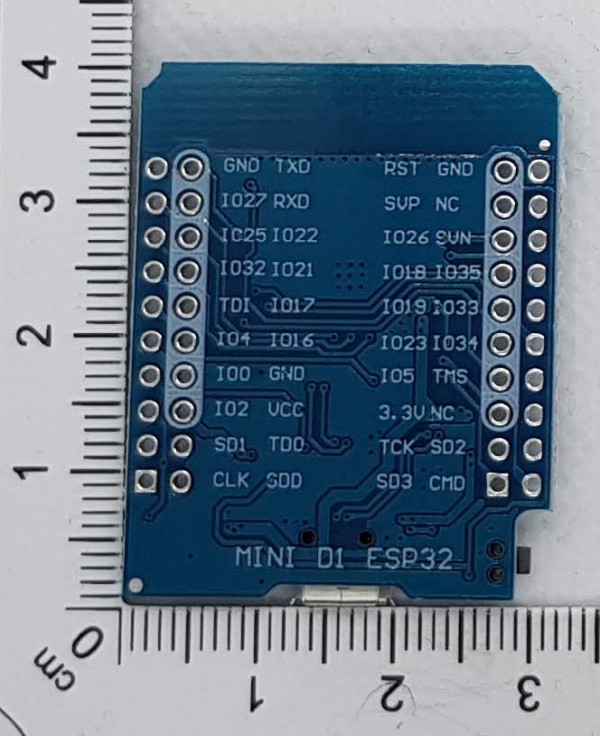 4
GND TXD RST GND
3
IO27 RXD SVP NC
IO25 IO22 IO26 SVN
IO32 IO21 IO18 IO35
TDI IO17 IO19 IO33
2
IO4 IO16 IO23 IO34
IO0 GND IO5 TMS
IO2 VCC 3.3V NC
SD1 TDO TCK SD2
1
CLK SDD SD3 CMD
MINI D1 ESP32
0
cm
1 2 3